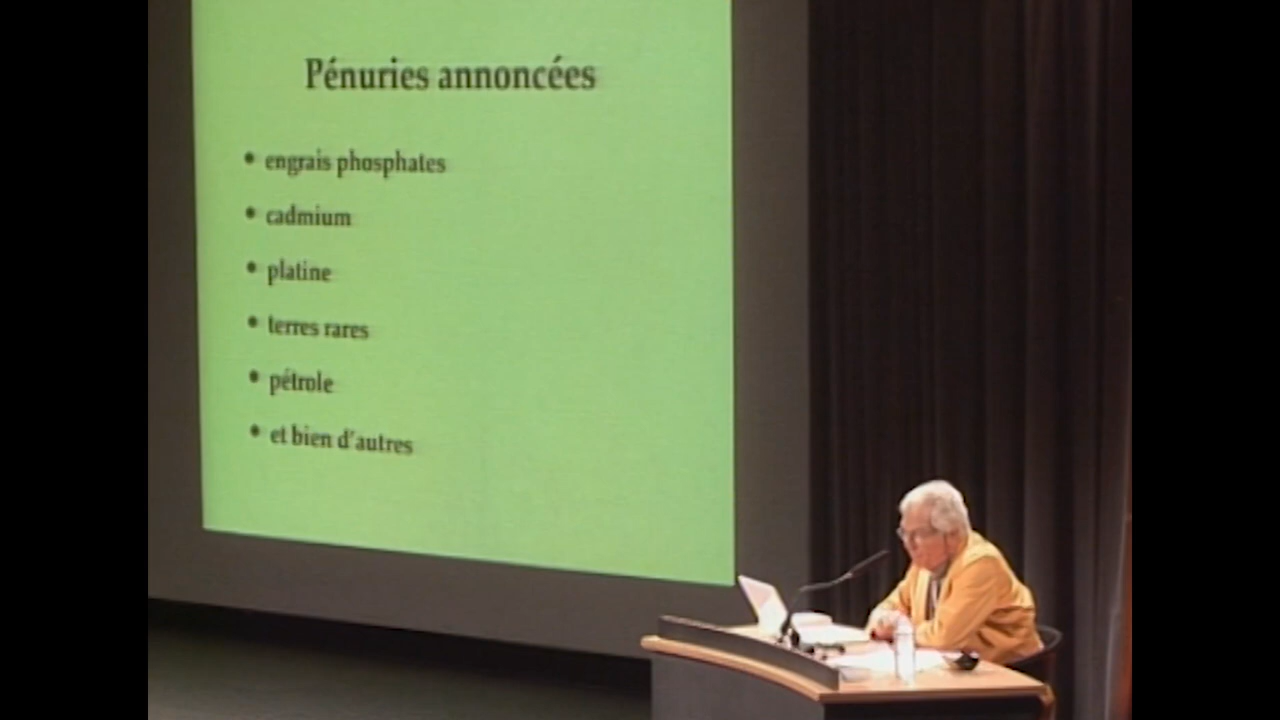 Pénuries annoncées
• engrais phosphates
• cadmium
• platine
• terres rares
• pétrole
• et bien d'autres